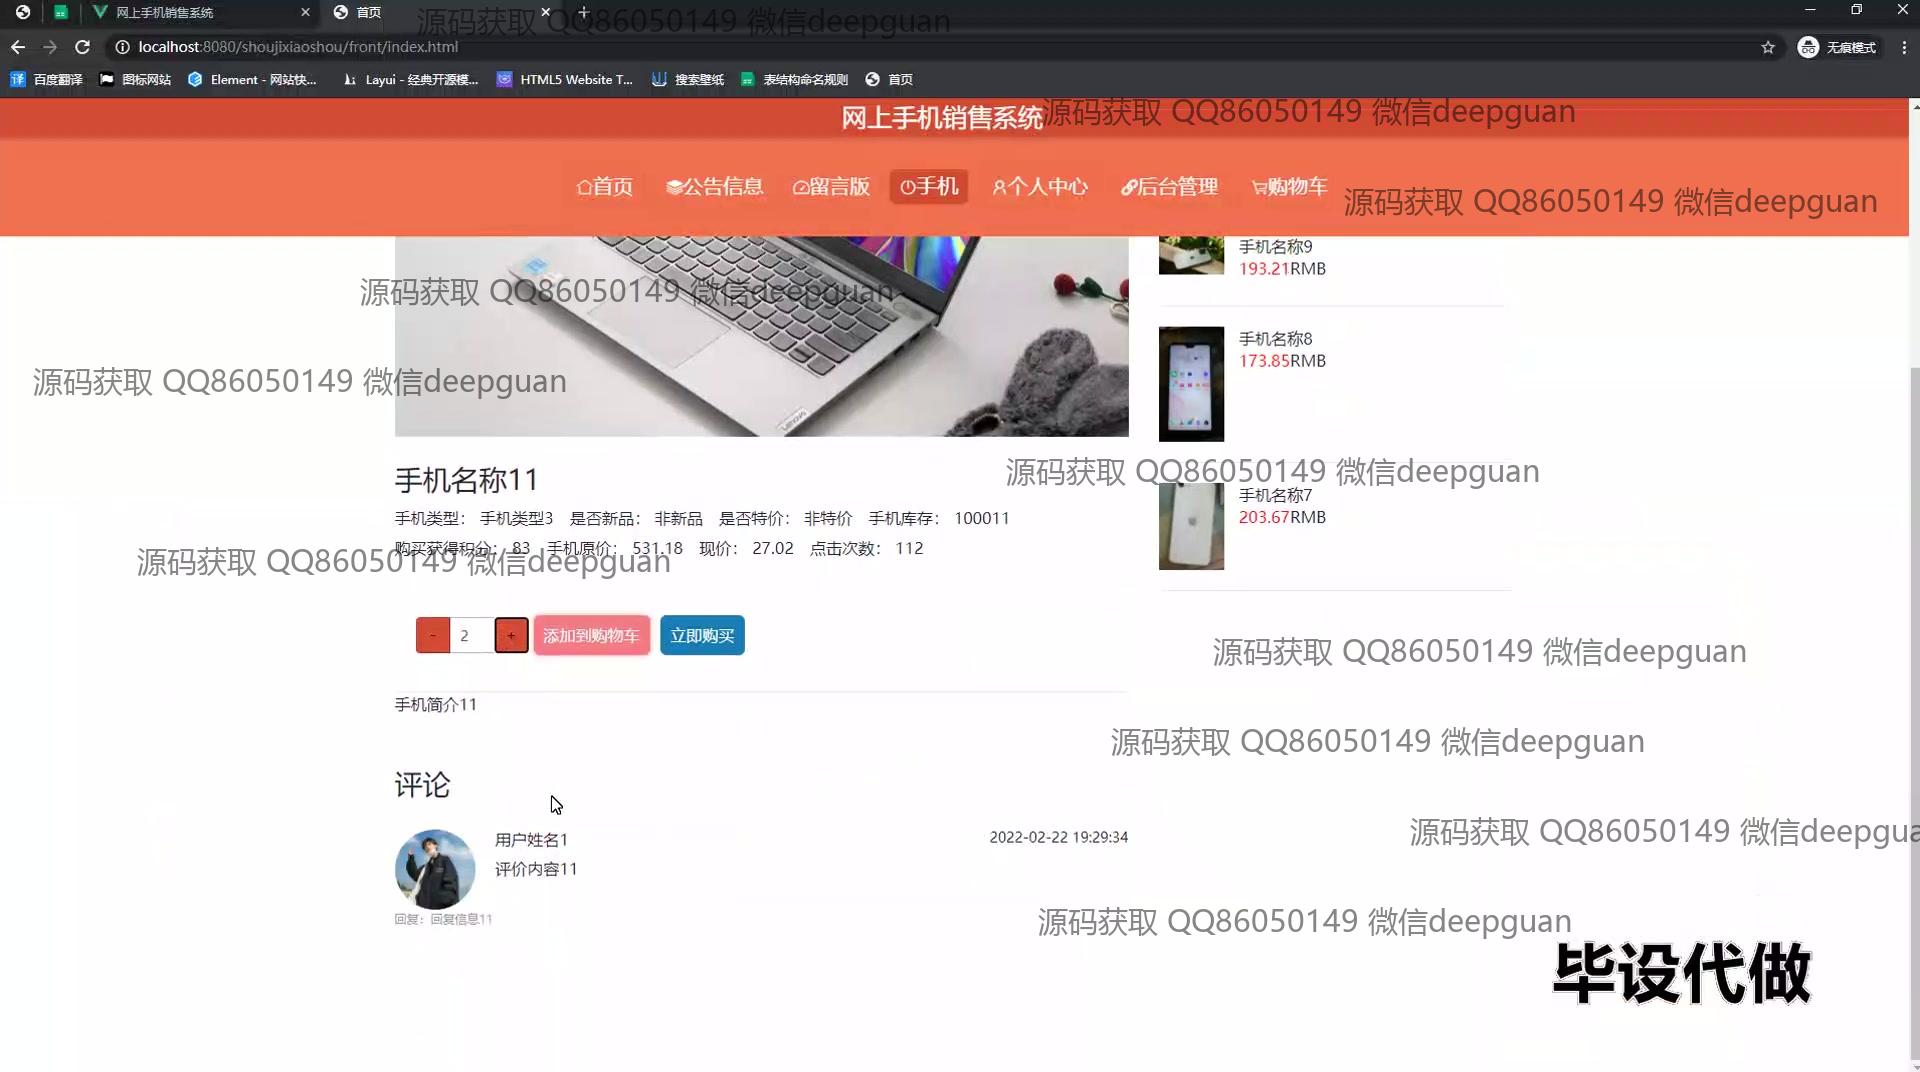 网上手机销售系统
首页
源码获取 QQ86050149 微信deepguan
localhost:8080/shoujixiaoshou/front/index.html
无痕模式
百度翻译
图标网站
Element - 网站快...
Layui - 经典开源模...
HTML5 Website T...
搜索壁纸
表结构命名规则
首页
网上手机销售系统
源码获取 QQ86050149 微信deepguan
首页
公告信息
留言版
手机
个人中心
后台管理
购物车
源码获取 QQ86050149 微信deepguan
手机名称9
193.21RMB
源码获取 QQ86050149 微信deepguan
手机名称8
173.85RMB
源码获取 QQ86050149 微信deepguan
Lenovo
手机名称11
源码获取 QQ86050149 微信deepguan
手机名称7
203.67RMB
手机类型： 手机类型3 是否新品： 非新品 是否特价： 非特价 手机库存： 100011
购买获得积分： 83 手机原价： 531.18 现价： 27.02 点击次数： 112
源码获取 QQ86050149 微信deepguan
- 2 +
添加到购物车
立即购买
源码获取 QQ86050149 微信deepguan
手机简介11
源码获取 QQ86050149 微信deepguan
评论
用户姓名1
2022-02-22 19:29:34
源码获取 QQ86050149 微信deepgua
评价内容11
回复：回复信息11
源码获取 QQ86050149 微信deepguan
毕设代做